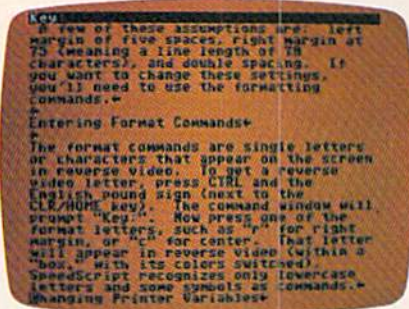 Key
A few of these assumptions are: left
margin of five spaces, right margin at
75 (meaning a line length of 70
characters), and double spacing. If
you want to change these settings,
you'll need to use the formatting
commands.←
←
Entering Format Commands←
←
The format commands are single letters
or characters that appear on the screen
in reverse video. To get a reverse
video letter, press CTRL and the
English pound sign (next to the
CLR/HOME key). The command window will
prompt "Key:". Now press one of the
format letters, such as "r" for right
margin, or "c" for center. That letter
will appear in reverse video (within a
"box," with its colors switched).
SpeedScript recognizes only lowercase
letters and some symbols as commands.←
Changing Printer Variables←